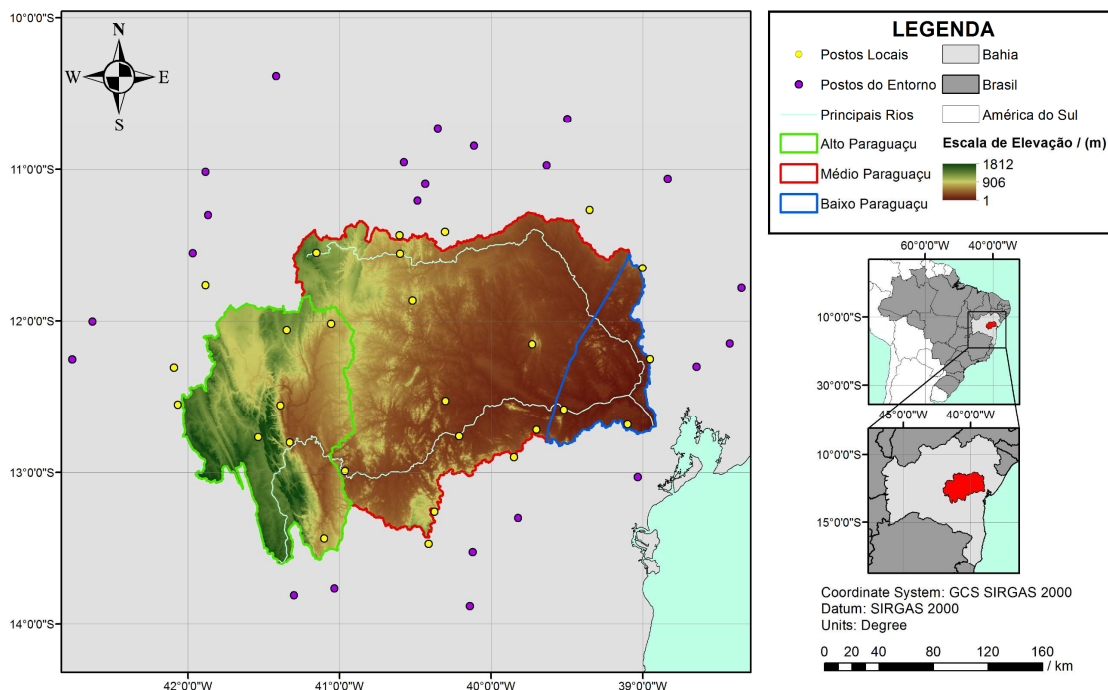 10°0'0"S
11°0'0"S
12°0'0"S
13°0'0"S
14°0'0"S
42°0'0"W
41°0'0"W
40°0'0"W
39°0'0"W
N
W
E
S
LEGENDA
Postos Locais
Postos do Entorno
Principais Rios
Alto Paraguaçu
Médio Paraguaçu
Baixo Paraguaçu
Bahia
Brasil
América do Sul
Escala de Elevação / (m)
1812
906
1
60°0'0"W
40°0'0"W
10°0'0"S
30°0'0"S
45°0'0"W
40°0'0"W
10°0'0"S
15°0'0"S
Coordinate System: GCS SIRGAS 2000
Datum: SIRGAS 2000
Units: Degree
0 20 40 80 120 160
/ km